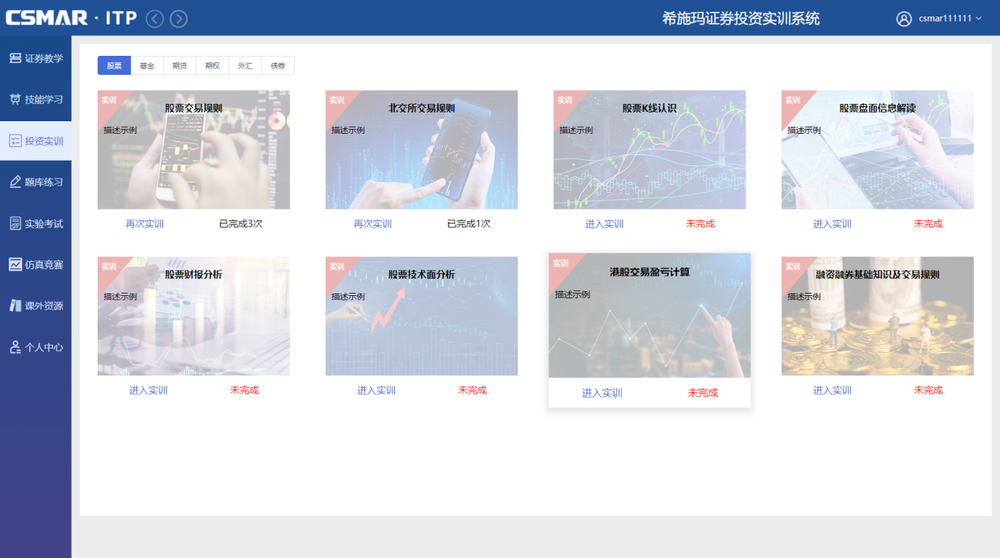 CSMAR · ITP
希施玛证券投资实训系统
csmar111111
证券教学
技能学习
投资实训
题库练习
实验考试
仿真竞赛
课外资源
个人中心
股票 基金 期货 期权 外汇 债券
实训
股票交易规则
描述示例
再次实训 已完成3次
实训
北交所交易规则
描述示例
再次实训 已完成1次
实训
股票K线认识
描述示例
进入实训 未完成
实训
股票盘面信息解读
描述示例
进入实训 未完成
实训
股票财报分析
描述示例
进入实训 未完成
实训
股票技术面分析
描述示例
进入实训 未完成
实训
港股交易盈亏计算
描述示例
进入实训 未完成
实训
融资融券基础知识及交易规则
描述示例
进入实训 未完成